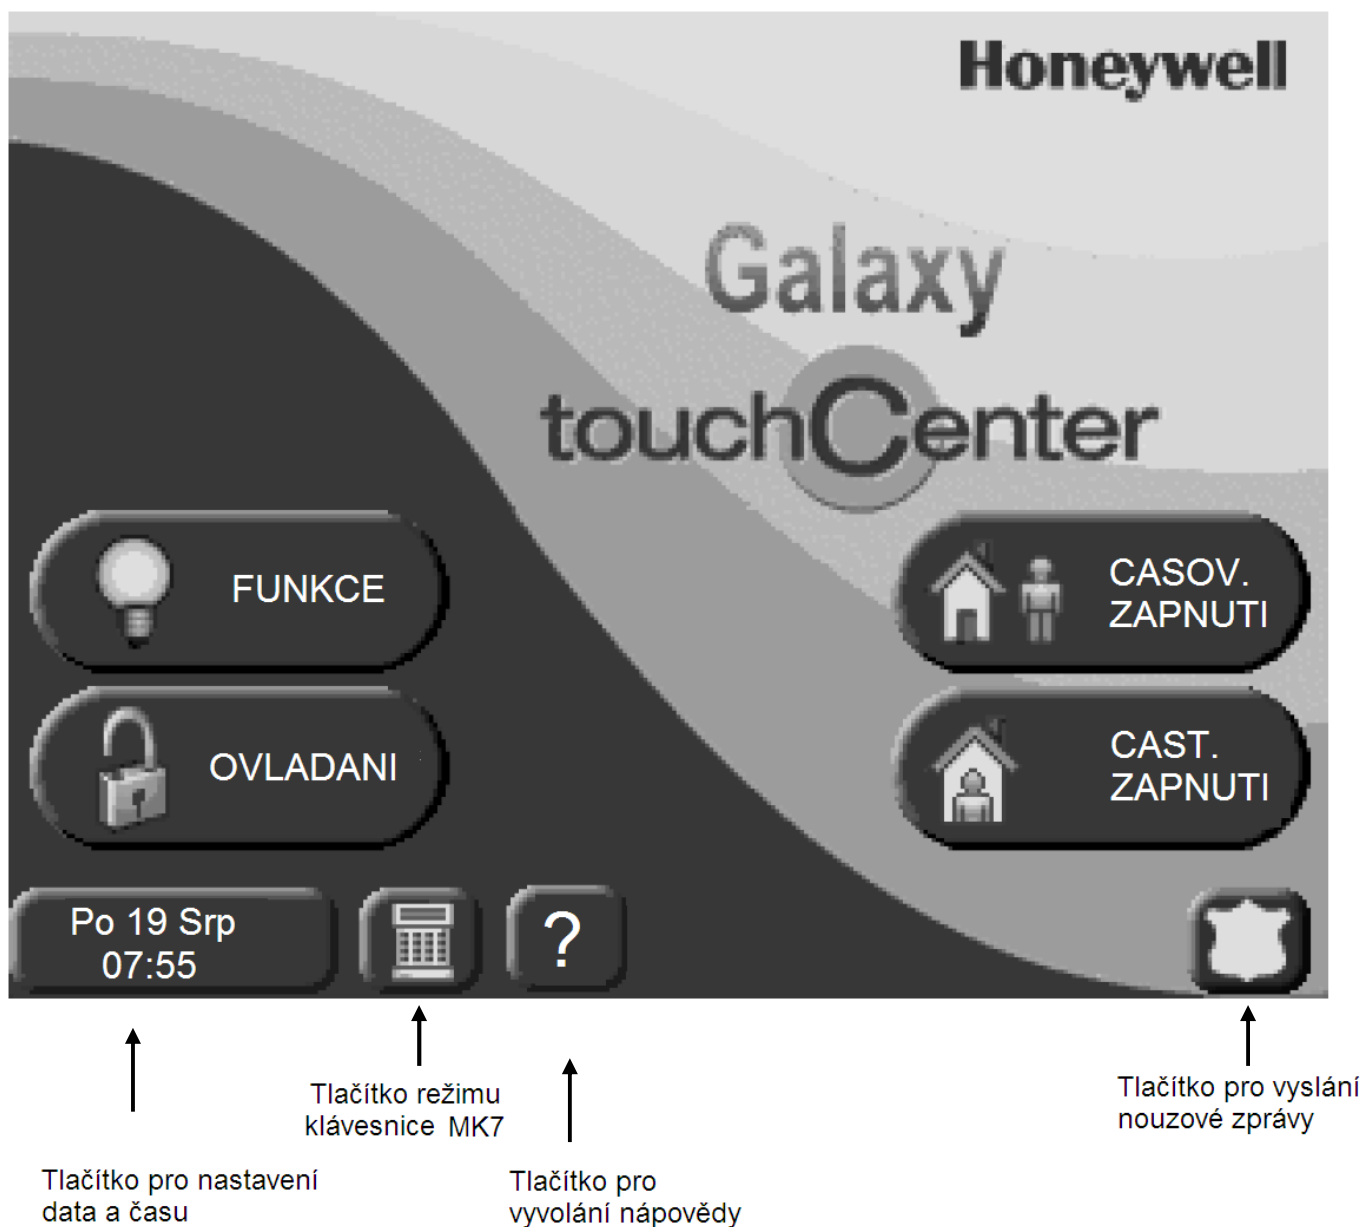 Honeywell
Galaxy
touchCenter
FUNKCE
CASOV.
ZAPNUTI
OVLADANI
CAST.
ZAPNUTI
Po 19 Srp
07:55
?
Tlačítko režimu
klávesnice MK7
Tlačítko pro vyslání
nouzové zprávy
Tlačítko pro nastavení
data a času
Tlačítko pro
vyvolání nápovědy